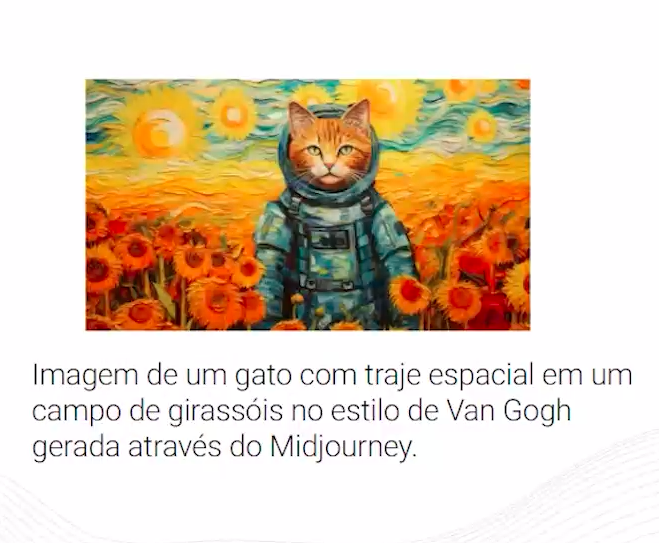 Imagem de um gato com traje espacial em um
campo de girassóis no estilo de Van Gogh
gerada através do Midjourney.